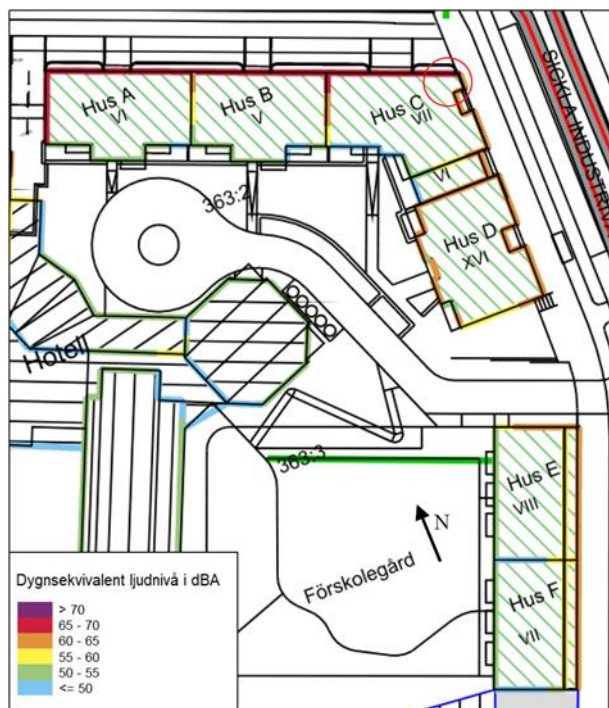 Hus A
VI
Hus B
V
Hus C
VII
SICKLA INDUSTRIV
VI
363:2
Hus D
XVI
Hotell
363:3
Hus E
VIII
N
Förskolegård
Hus F
VII
Dygnsekvivalent ljudnivå i dBA
> 70
65 - 70
60 - 65
55 - 60
50 - 55
<= 50